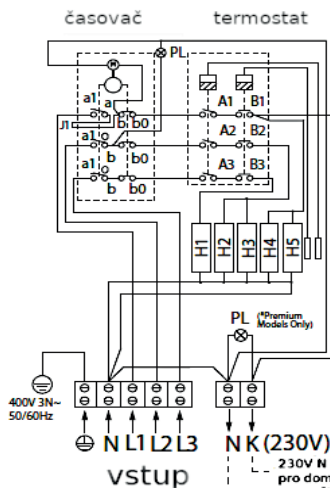 časovač termostat
PL
M
a1 a A1 B1
J1 b b0
A2 B2
a1 b b0
A3 B3
a1 b b0
H1 H2 H3 H4 H5
PL (*Premium
Models Only)
400V 3N~
50/60Hz
N L1 L2 L3 N K (230V)
vstup
230V N
pro dom